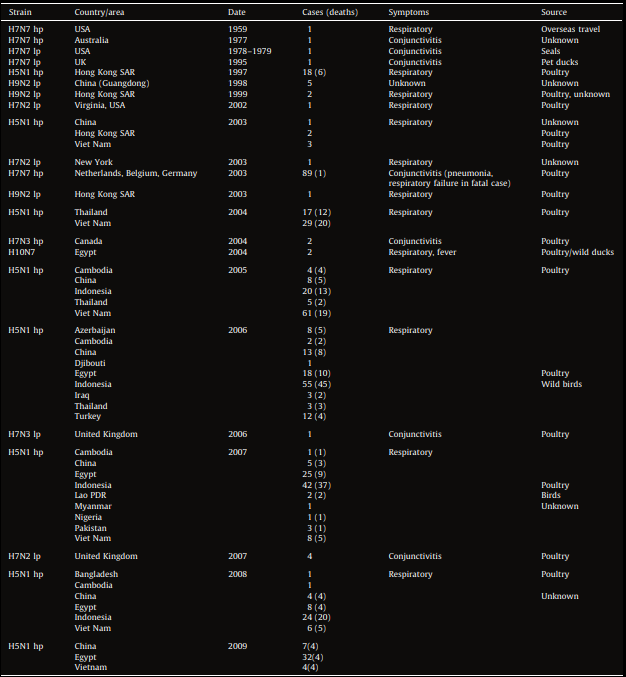 Strain Country/area Date Cases (deaths) Symptoms Source
H7N7 hp USA 1959 1 Respiratory Overseas travel
H7N7 hp Australia 1977 1 Conjunctivitis Unknown
H7N7 lp USA 1978–1979 1 Conjunctivitis Seals
H7N7 lp UK 1995 1 Conjunctivitis Pet ducks
H5N1 hp Hong Kong SAR 1997 18 (6) Respiratory Poultry
H9N2 lp China (Guangdong) 1998 5 Unknown Unknown
H9N2 lp Hong Kong SAR 1999 2 Respiratory Poultry, unknown
H7N2 lp Virginia, USA 2002 1 Respiratory Poultry
H5N1 hp China 2003 1 Respiratory Unknown
Hong Kong SAR 2 Poultry
Viet Nam 3 Poultry
H7N2 lp New York 2003 1 Respiratory Unknown
H7N7 hp Netherlands, Belgium, Germany 2003 89 (1) Conjunctivitis (pneumonia, Poultry
respiratory failure in fatal case)
H9N2 lp Hong Kong SAR 2003 1 Respiratory Poultry
H5N1 hp Thailand 2004 17 (12) Respiratory Poultry
Viet Nam 29 (20)
H7N3 hp Canada 2004 2 Conjunctivitis Poultry
H10N7 Egypt 2004 2 Respiratory, fever Poultry/wild ducks
H5N1 hp Cambodia 2005 4 (4) Respiratory Poultry
China 8 (5)
Indonesia 20 (13)
Thailand 5 (2)
Viet Nam 61 (19)
H5N1 hp Azerbaijan 2006 8 (5) Respiratory
Cambodia 2 (2)
China 13 (8)
Djibouti 1
Egypt 18 (10) Poultry
Indonesia 55 (45) Wild birds
Iraq 3 (2)
Thailand 3 (3)
Turkey 12 (4)
H7N3 lp United Kingdom 2006 1 Conjunctivitis Poultry
H5N1 hp Cambodia 2007 1 (1) Respiratory
China 5 (3)
Egypt 25 (9)
Indonesia 42 (37) Poultry
Lao PDR 2 (2) Birds
Myanmar 1 Unknown
Nigeria 1 (1)
Pakistan 3 (1)
Viet Nam 8 (5)
H7N2 lp United Kingdom 2007 4 Conjunctivitis Poultry
H5N1 hp Bangladesh 2008 1 Respiratory Poultry
Cambodia 1
China 4 (4) Unknown
Egypt 8 (4)
Indonesia 24 (20)
Viet Nam 6 (5)
H5N1 hp China 2009 7(4)
Egypt 32(4)
Vietnam 4(4)